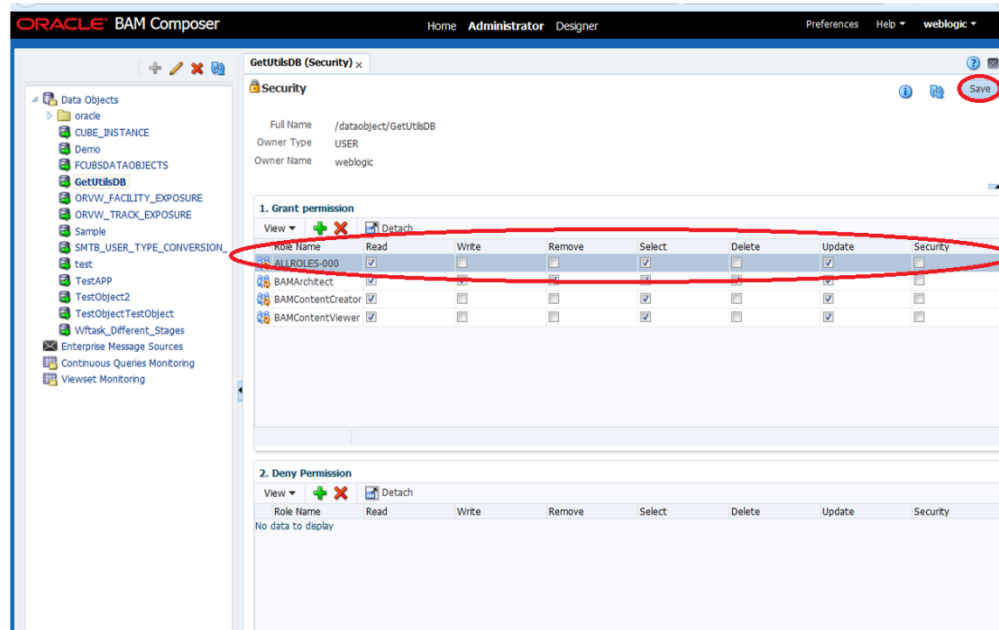 ORACLE BAM Composer Home Administrator Designer Preferences Help weblogic
GetUtilsDB (Security) x
Security
Save
Full Name /dataobject/GetUtilsDB
Owner Type USER
Owner Name weblogic
Data Objects
oracle
CUBE_INSTANCE
Demo
FCUBSDATAOBJECTS
GetUtilsDB
ORVW_FACILITY_EXPOSURE
ORVW_TRACK_EXPOSURE
Sample
SMTB_USER_TYPE_CONVERSION_
test
TestAPP
TestObject2
TestObjectTestObject
Wftask_Different_Stages
Enterprise Message Sources
Continuous Queries Monitoring
Viewset Monitoring
1. Grant permission
View Detach
Role Name Read Write Remove Select Delete Update Security
ALLROLES-000
BAMArchitect
BAMContentCreator
BAMContentViewer
2. Deny Permission
View Detach
Role Name Read Write Remove Select Delete Update Security
No data to display